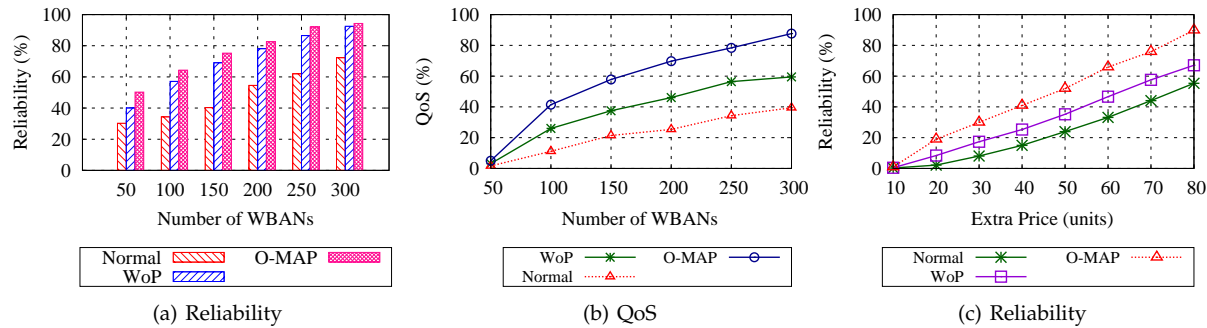 100
80
60
40
20
0
Reliability (%)
50 100 150 200 250 300
Number of WBANs
Normal
O-MAP
WoP
(a) Reliability
100
80
60
40
20
0
QoS (%)
50 100 150 200 250 300
Number of WBANs
WoP
O-MAP
Normal
(b) QoS
100
80
60
40
20
0
Reliability (%)
10 20 30 40 50 60 70 80
Extra Price (units)
Normal
O-MAP
WoP
(c) Reliability